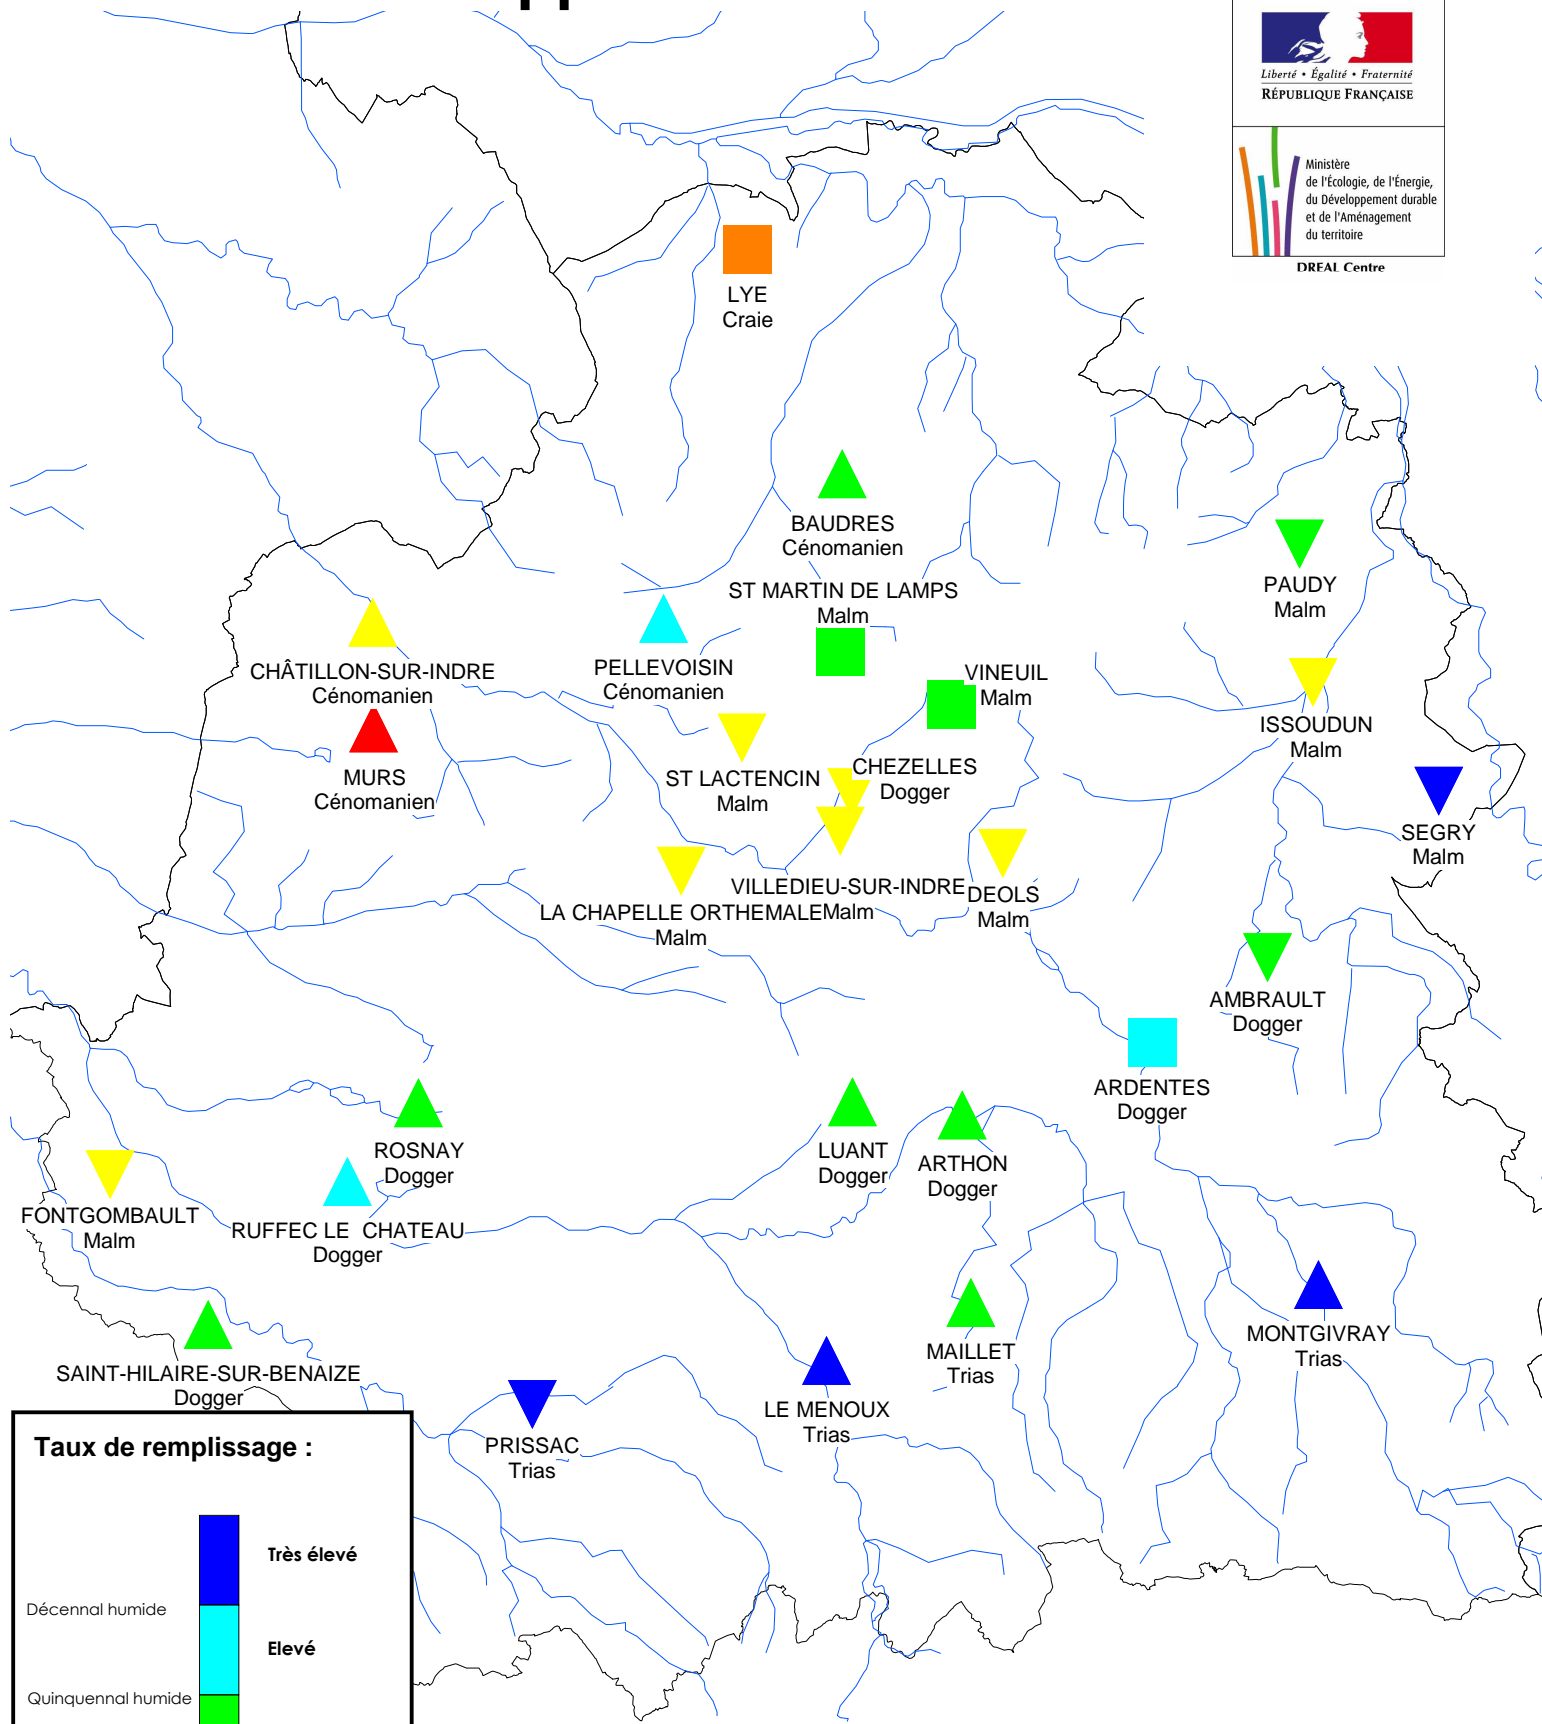 Liberté • Égalité • Fraternité
RÉPUBLIQUE FRANÇAISE
Ministère
de l'Écologie, de l'Énergie,
du Développement durable
et de l'Aménagement
du territoire
DREAL Centre
LYE
Craie
BAUDRES
Cénomanien
ST MARTIN DE LAMPS
Malm
PAUDY
Malm
CHÂTILLON-SUR-INDRE
Cénomanien
PELLEVOISIN
Cénomanien
VINEUIL
Malm
ISSOUDUN
Malm
MURS
Cénomanien
ST LACTENCIN
Malm
CHEZELLES
Dogger
SEGRY
Malm
VILLEDIEU-SUR-INDRE
Malm
DEOLS
Malm
LA CHAPELLE ORTHEMALE
Malm
AMBRAULT
Dogger
ARDENTES
Dogger
ROSNAY
Dogger
LUANT
Dogger
ARTHON
Dogger
FONTGOMBAULT
Malm
RUFFEC LE  CHATEAU
Dogger
MONTGIVRAY
Trias
MAILLET
Trias
SAINT-HILAIRE-SUR-BENAIZE
Dogger
LE MENOUX
Trias
PRISSAC
Trias
Taux de remplissage :
Très élevé
Décennal humide
Elevé
Quinquennal humide